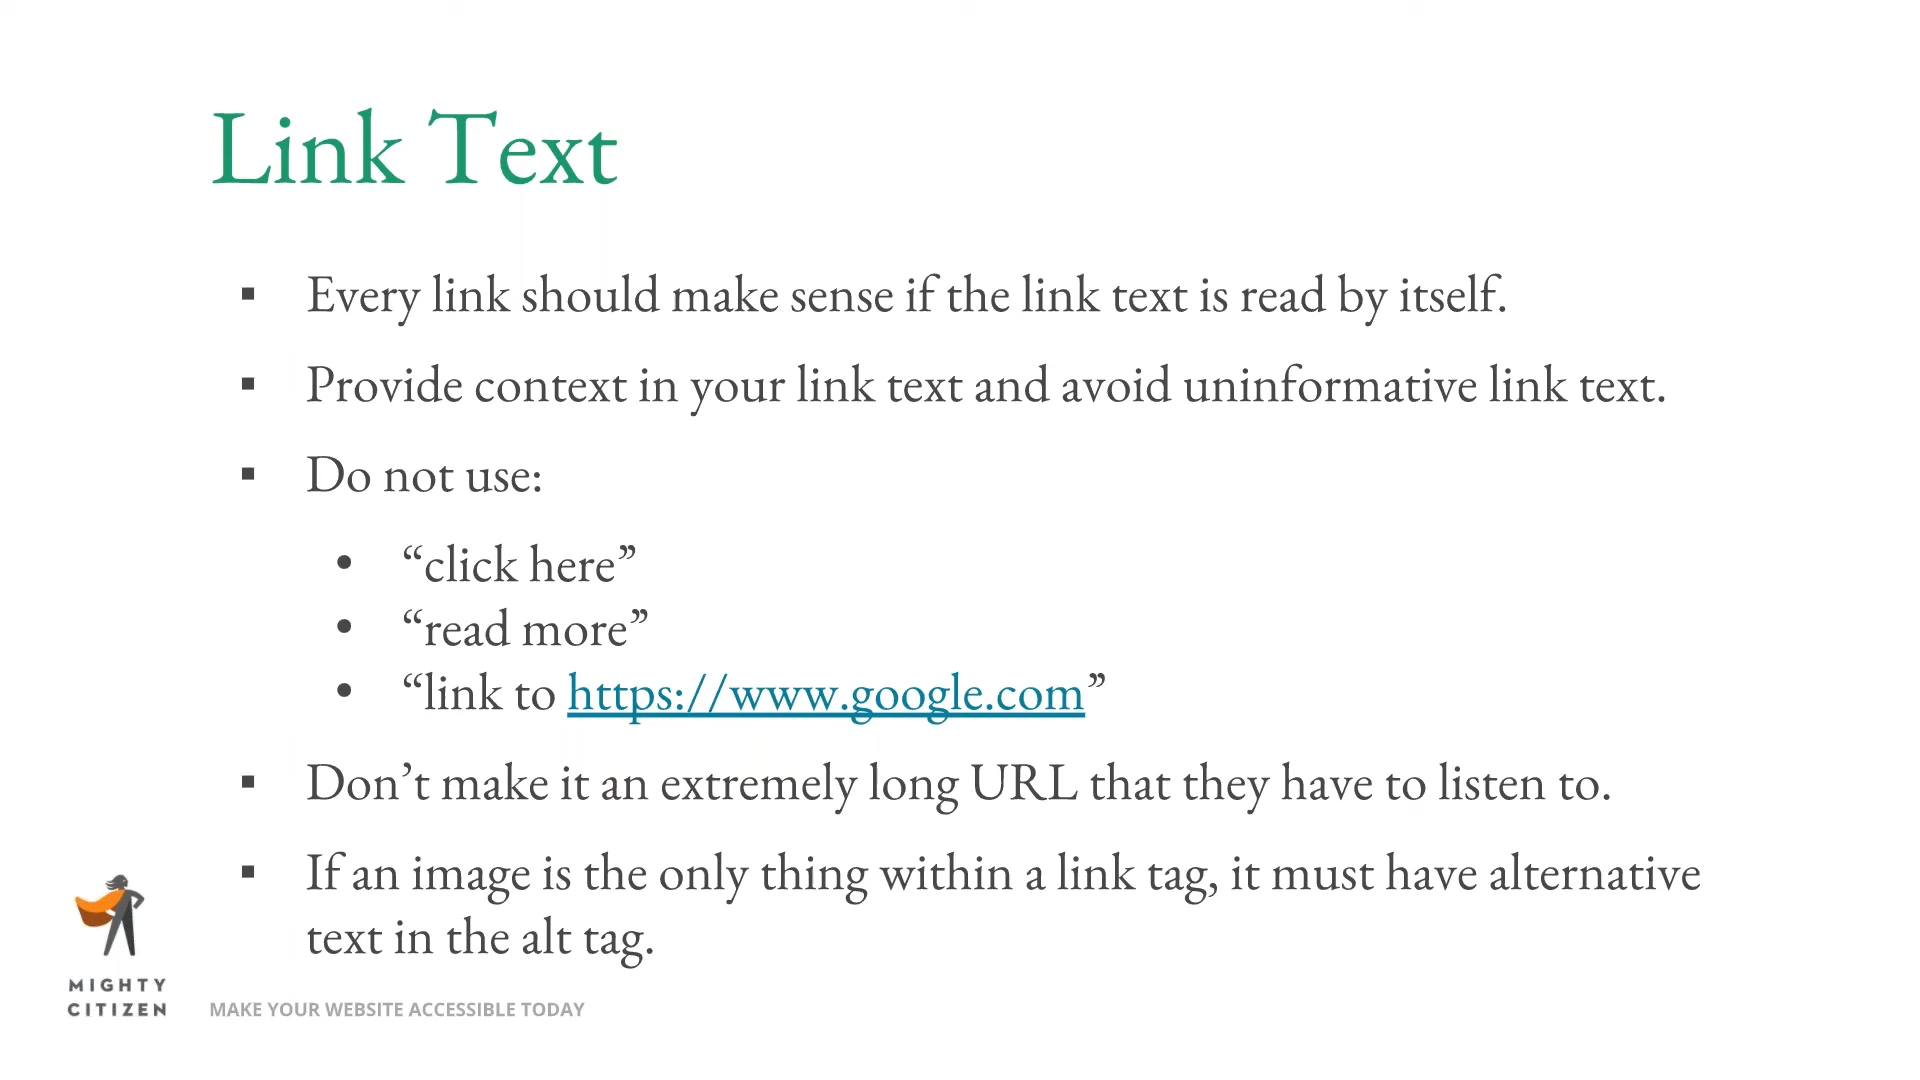 Link Text
▪ Every link should make sense if the link text is read by itself.
▪ Provide context in your link text and avoid uninformative link text.
▪ Do not use:
• “click here”
• “read more”
• “link to https://www.google.com”
▪ Don’t make it an extremely long URL that they have to listen to.
▪ If an image is the only thing within a link tag, it must have alternative
text in the alt tag.
MIGHTY
CITIZEN
MAKE YOUR WEBSITE ACCESSIBLE TODAY